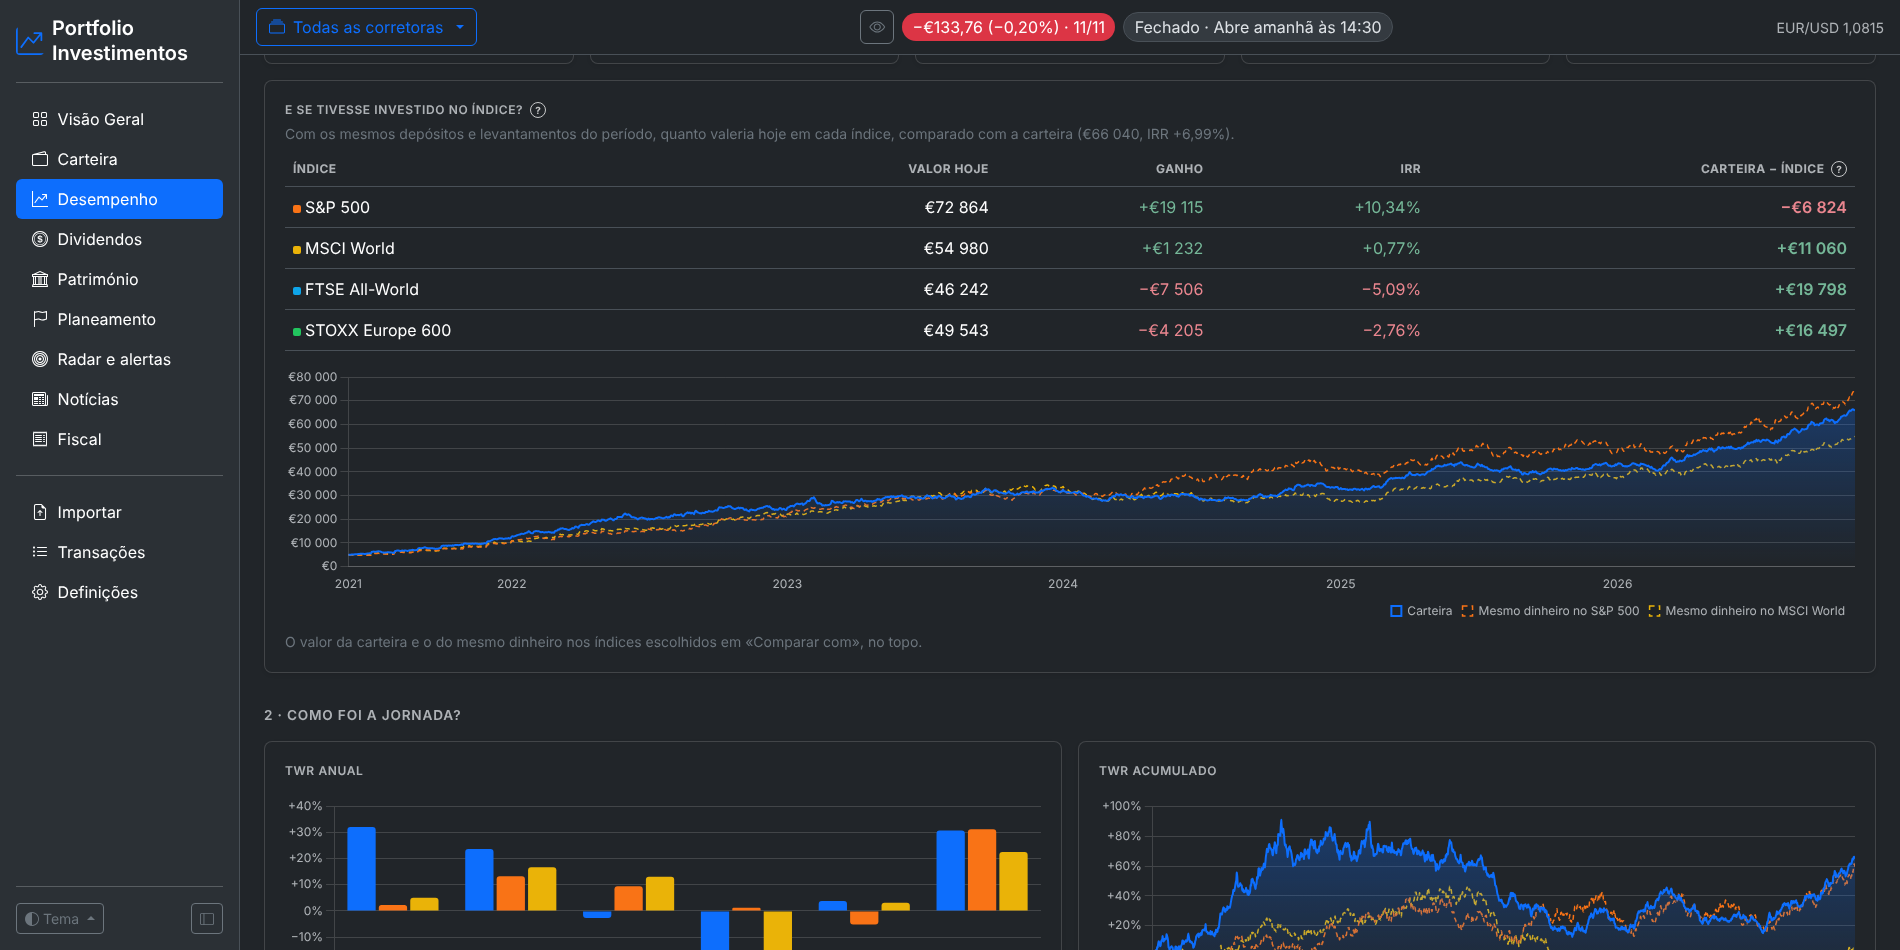 Portfolio
Investimentos
Todas as corretoras
−€133,76 (−0,20%) · 11/11
Fechado · Abre amanhã às 14:30
EUR/USD 1,0815
Visão Geral
Carteira
Desempenho
Dividendos
Património
Planeamento
Radar e alertas
Notícias
Fiscal
Importar
Transações
Definições
Tema
E SE TIVESSE INVESTIDO NO ÍNDICE? ?
Com os mesmos depósitos e levantamentos do período, quanto valeria hoje em cada índice, comparado com a carteira (€66 040, IRR +6,99%).
ÍNDICE VALOR HOJE GANHO IRR CARTEIRA − ÍNDICE ?
S&P 500 €72 864 +€19 115 +10,34% −€6 824
MSCI World €54 980 +€1 232 +0,77% +€11 060
FTSE All-World €46 242 −€7 506 −5,09% +€19 798
STOXX Europe 600 €49 543 −€4 205 −2,76% +€16 497
€80 000
€70 000
€60 000
€50 000
€40 000
€30 000
€20 000
€10 000
€0
2021 2022 2023 2024 2025 2026
Carteira Mesmo dinheiro no S&P 500 Mesmo dinheiro no MSCI World
O valor da carteira e o do mesmo dinheiro nos índices escolhidos em «Comparar com», no topo.
2 · COMO FOI A JORNADA?
TWR ANUAL
+40%
+30%
+20%
+10%
0%
−10%
TWR ACUMULADO
+100%
+80%
+60%
+40%
+20%